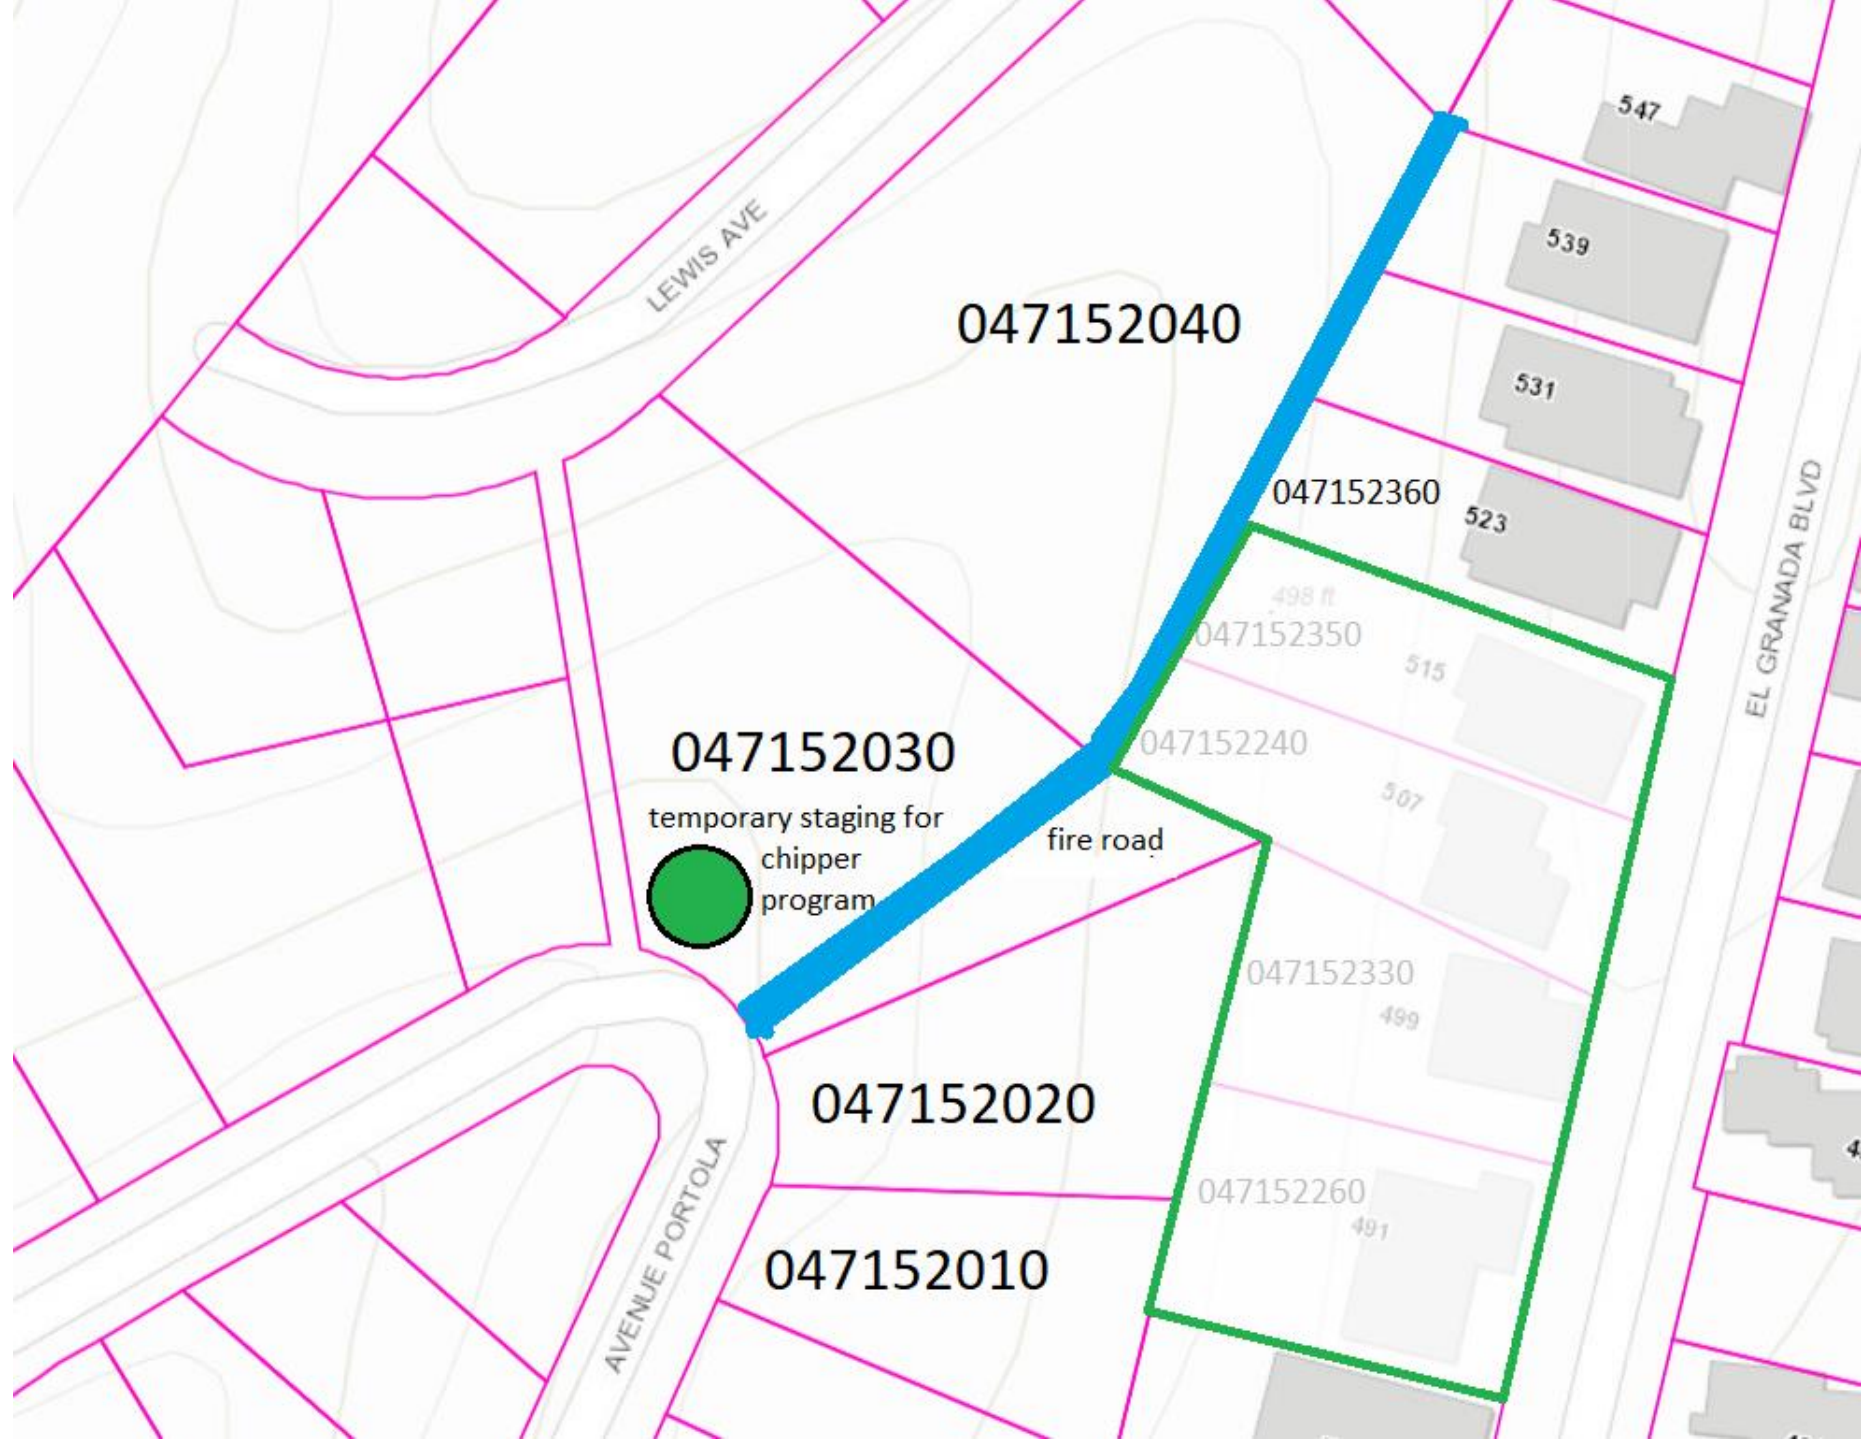 547
539
LEWIS AVE
047152040
531
047152360
523
EL GRANADA BLVD
498 ft
047152350
515
047152030
047152240
507
temporary staging for
chipper
program
fire road
047152330
499
047152020
AVENUE PORTOLA
047152260
491
047152010